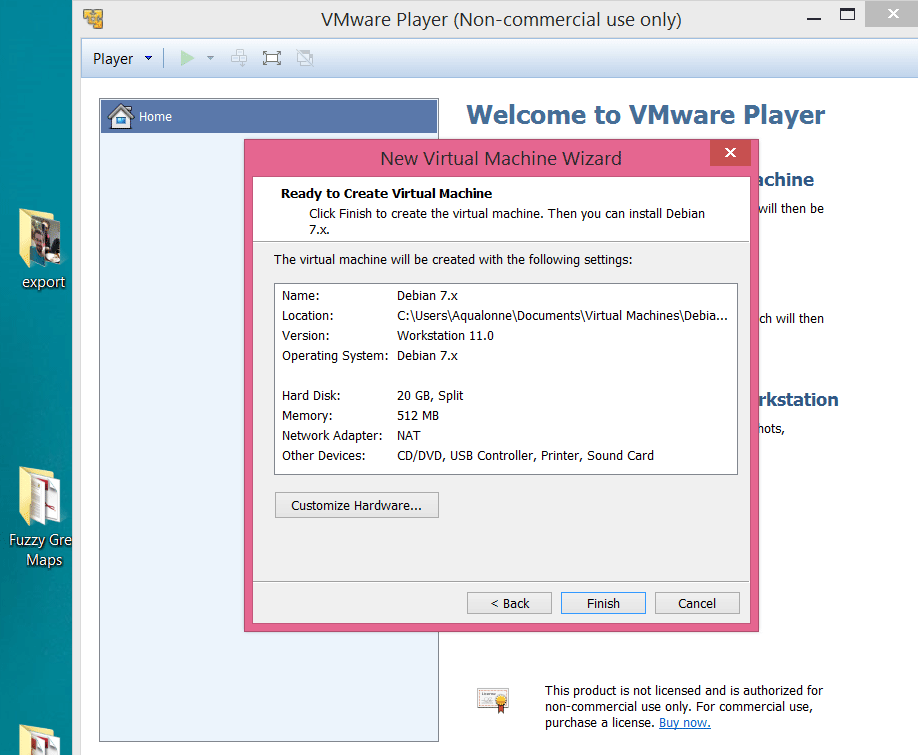 VMware Player (Non-commercial use only)
Player
Home
Welcome to VMware Player
New Virtual Machine Wizard
achine
Ready to Create Virtual Machine
will then be
Click Finish to create the virtual machine. Then you can install Debian
7.x.
The virtual machine will be created with the following settings:
export
Name: Debian 7.x
Location: C:\Users\Aqualonne\Documents\Virtual Machines\Debia...
ch will then
Version: Workstation 11.0
Operating System: Debian 7.x
Hard Disk: 20 GB, Split
rkstation
Memory: 512 MB
hots,
Network Adapter: NAT
Other Devices: CD/DVD, USB Controller, Printer, Sound Card
Customize Hardware...
Fuzzy Gre
Maps
< Back Finish Cancel
This product is not licensed and is authorized for
non-commercial use only. For commercial use,
purchase a license. Buy now.